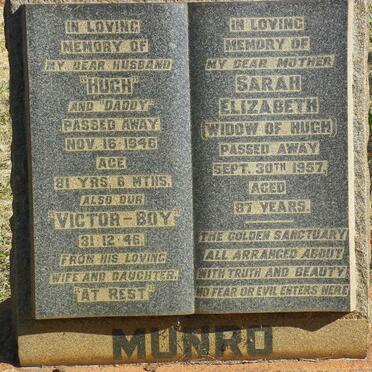 IN LOVING
MEMORY OF
MY DEAR HUSBAND
"HUGH"
AND "DADDY"
PASSED AWAY
NOV. 16·1946
AGE
81 YRS. 6 MTHS.
ALSO OUR
"VICTOR-BOY"
31·12·46.
FROM HIS LOVING
WIFE AND DAUGHTER.
"AT REST"
IN LOVING
MEMORY OF
MY DEAR MOTHER
SARAH
ELIZABETH
(WIDOW OF HUGH)
PASSED AWAY
SEPT. 30TH 1957,
AGED
87 YEARS.
THE GOLDEN SANCTUARY
ALL ARRANGED ABOUT
WITH TRUTH AND BEAUTY
NO FEAR OR EVIL ENTERS HERE
MUNRO